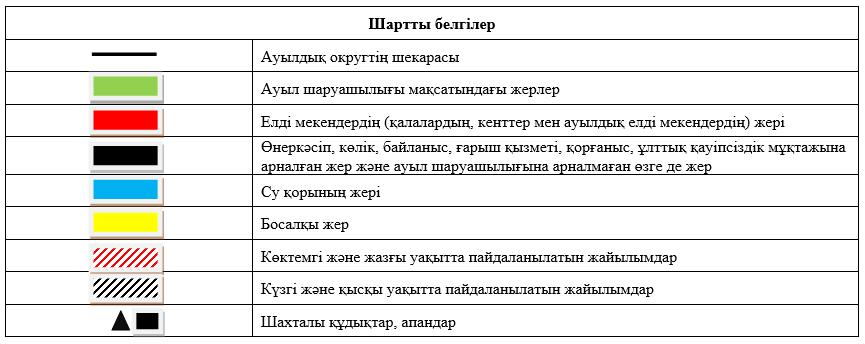 Шартты белгілер
Ауылдық округтің шекарасы
Ауыл шаруашылығы мақсатындағы жерлер
Елді мекендердің (қалалардың, кенттер мен ауылдық елді мекендердің) жері
Өнеркәсіп, көлік, байланыс, ғарыш қызметі, қорғаныс, ұлттық қауіпсіздік мұқтажына
арналған жер және ауыл шаруашылығына арналмаған өзге де жер
Су қорының жері
Босалқы жер
Көктемгі және жазғы уақытта пайдаланылатын жайылымдар
Күзгі және қысқы уақытта пайдаланылатын жайылымдар
Шахталы құдықтар, апандар